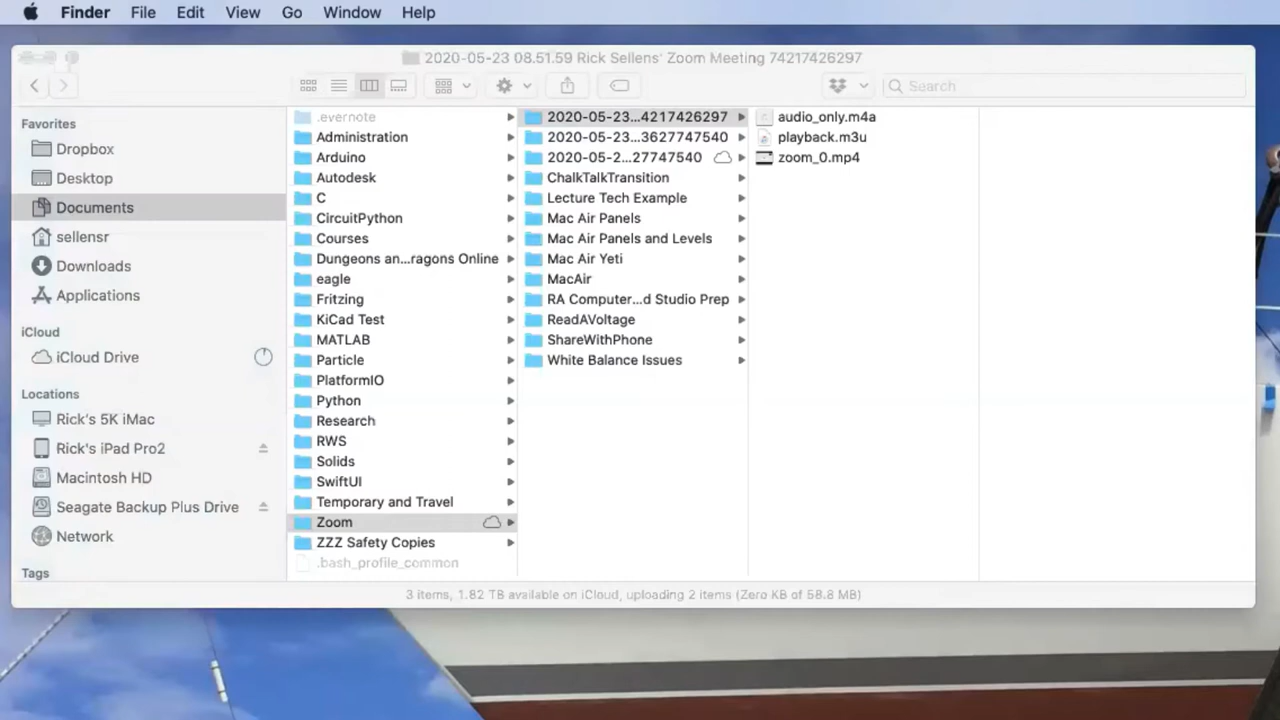 Finder File Edit View Go Window Help
2020-05-23 08.51.59 Rick Sellens' Zoom Meeting 74217426297
Search
Favorites
Dropbox
Desktop
Documents
sellensr
Downloads
Applications
iCloud
iCloud Drive
Locations
Rick's 5K iMac
Rick's iPad Pro2
Macintosh HD
Seagate Backup Plus Drive
Network
Tags
.evernote
Administration
Arduino
Autodesk
C
CircuitPython
Courses
Dungeons an...ragons Online
eagle
Fritzing
KiCad Test
MATLAB
Particle
PlatformIO
Python
Research
RWS
Solids
SwiftUI
Temporary and Travel
Zoom
ZZZ Safety Copies
.bash_profile_common
2020-05-23...4217426297
2020-05-23...3627747540
2020-05-2...27747540
ChalkTalkTransition
Lecture Tech Example
Mac Air Panels
Mac Air Panels and Levels
Mac Air Yeti
MacAir
RA Computer...d Studio Prep
ReadAVoltage
ShareWithPhone
White Balance Issues
audio_only.m4a
playback.m3u
zoom_0.mp4
3 items, 1.82 TB available on iCloud, uploading 2 items (Zero KB of 58.8 MB)